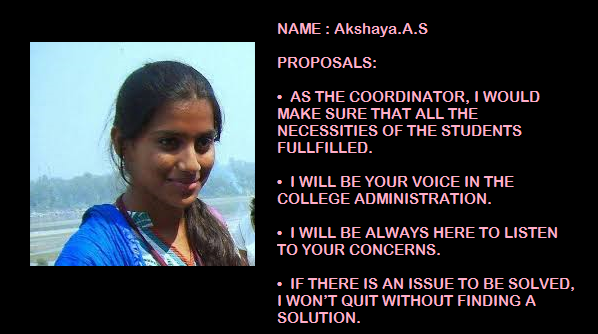 NAME : Akshaya.A.S
PROPOSALS:
• AS THE COORDINATOR, I WOULD
MAKE SURE THAT ALL THE
NECESSITIES OF THE STUDENTS
FULLFILLED.
• I WILL BE YOUR VOICE IN THE
COLLEGE ADMINISTRATION.
• I WILL BE ALWAYS HERE TO LISTEN
TO YOUR CONCERNS.
• IF THERE IS AN ISSUE TO BE SOLVED,
I WON’T QUIT WITHOUT FINDING A
SOLUTION.